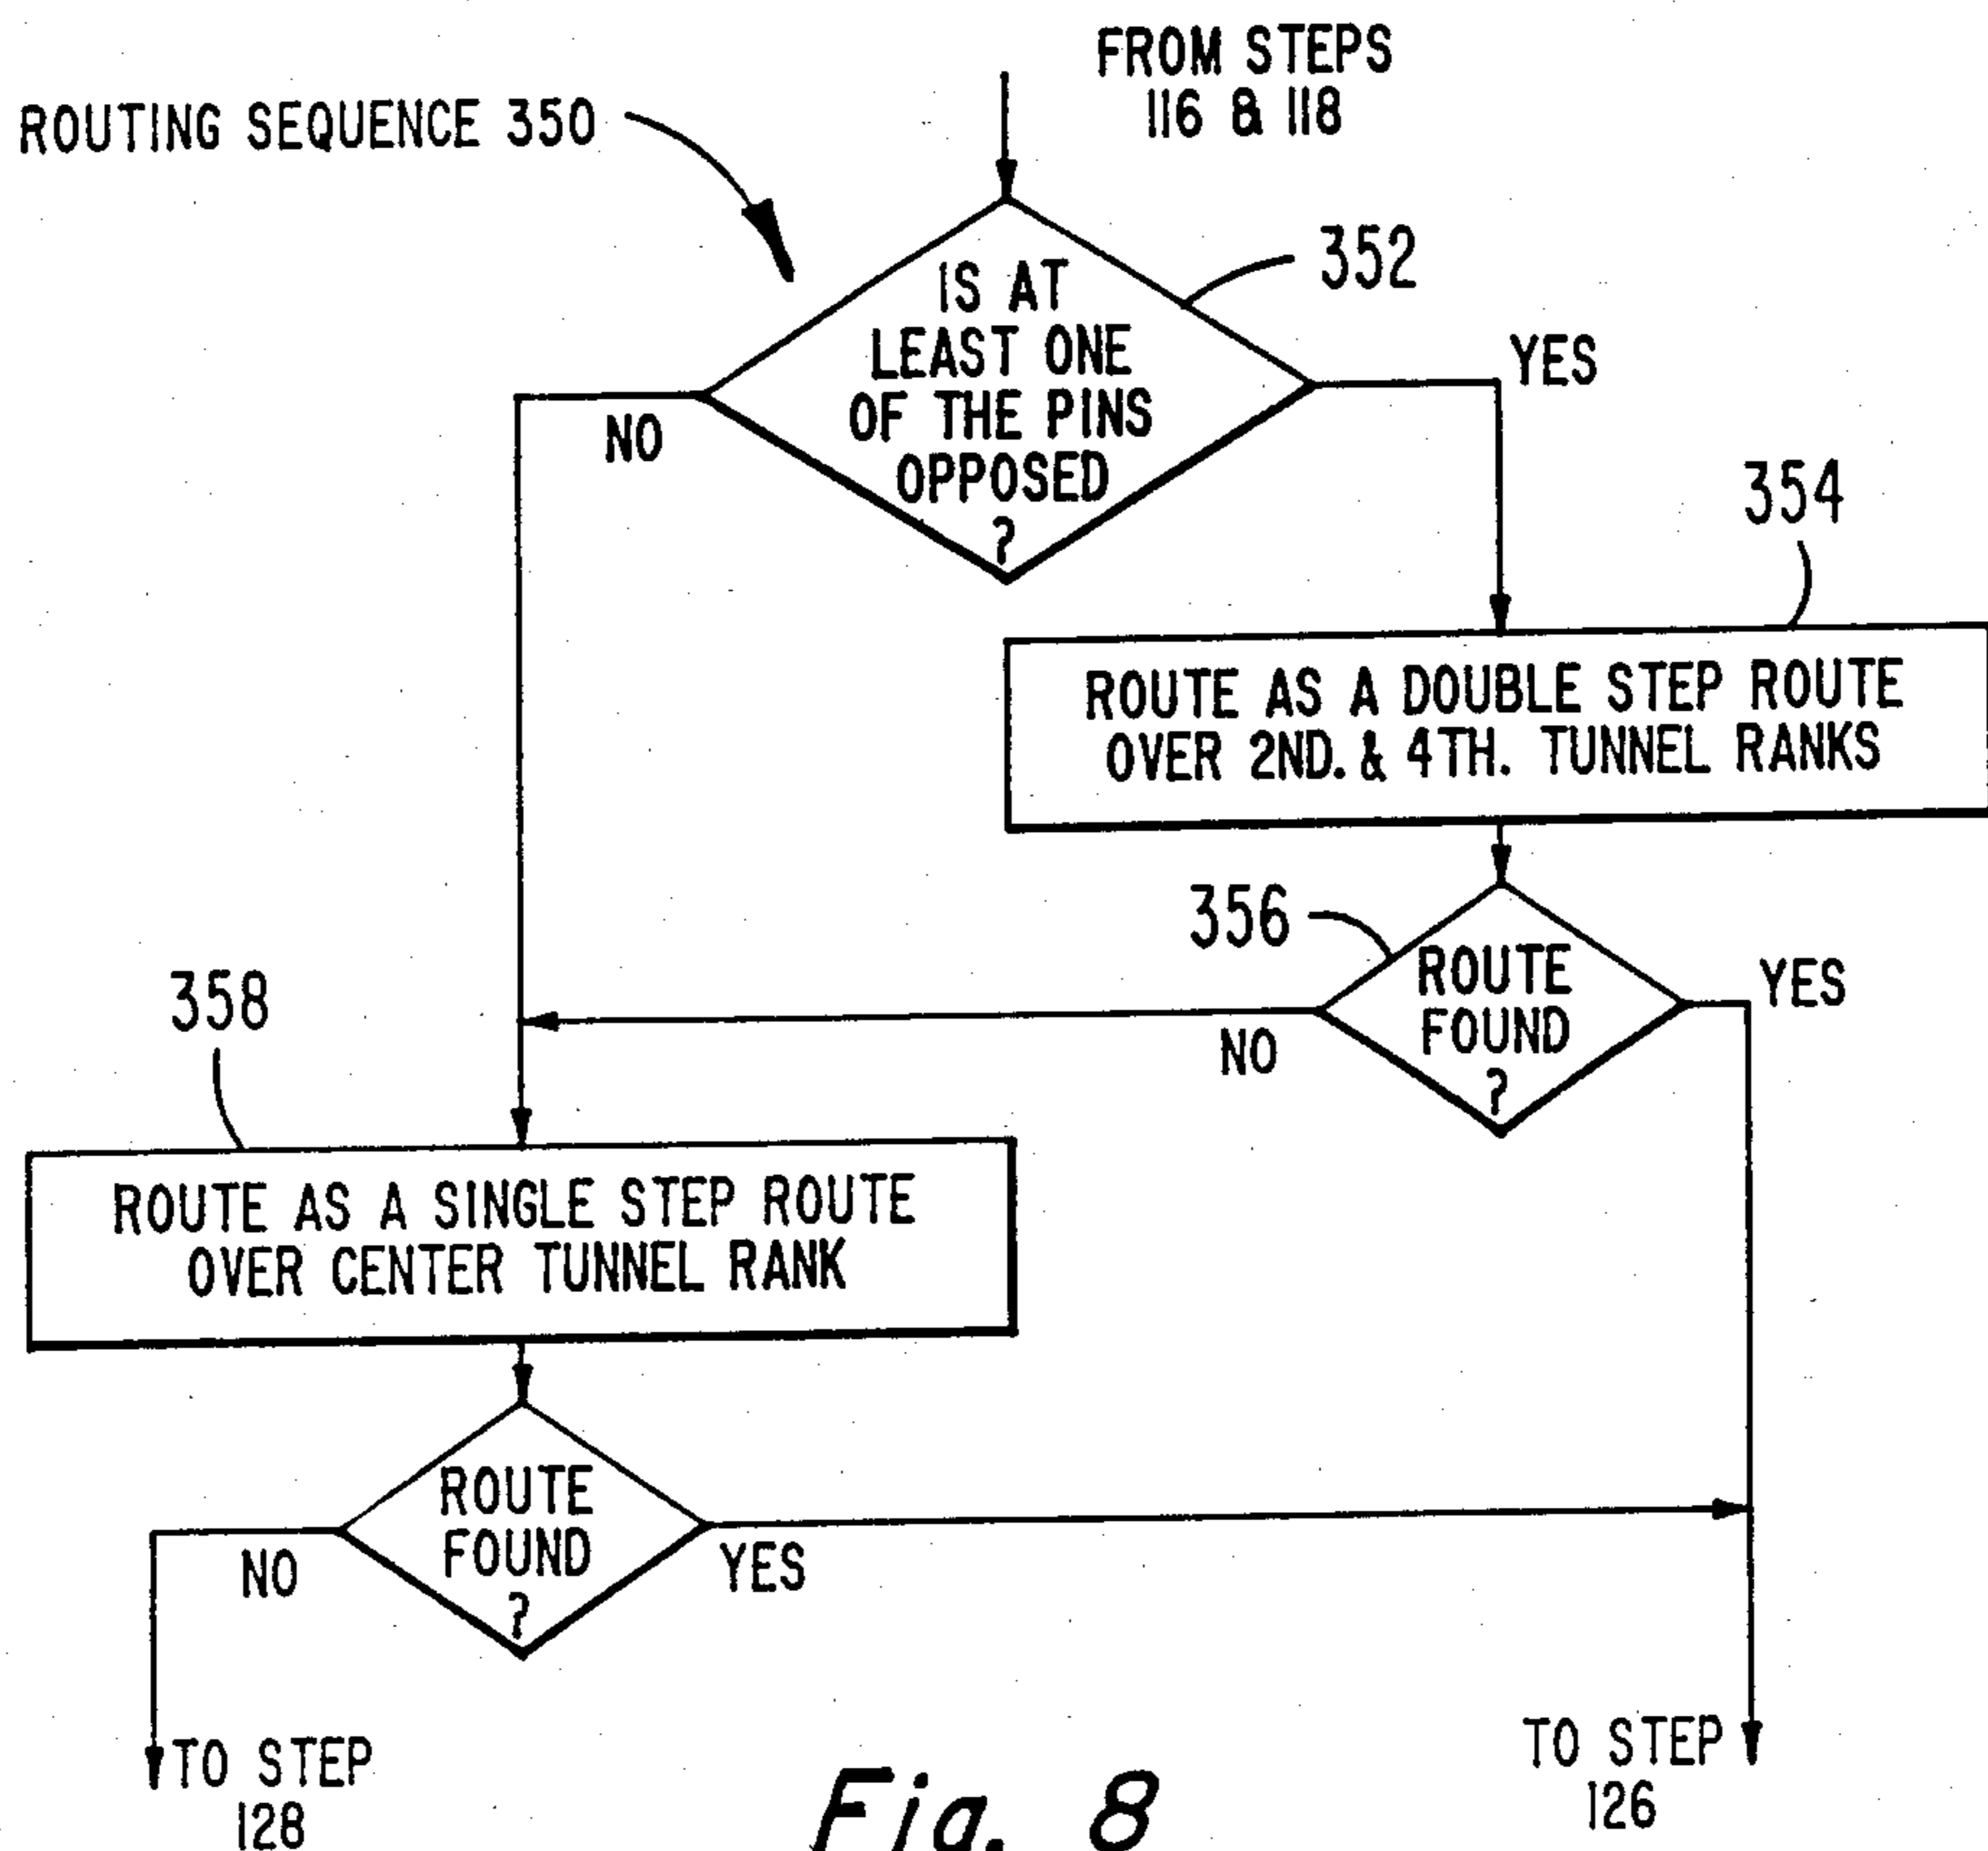 FROM STEPS
116 & 118
ROUTING SEQUENCE 350
352
IS AT
LEAST ONE
OF THE PINS
OPPOSED
?
YES
NO
354
ROUTE AS A DOUBLE STEP ROUTE
OVER 2ND. & 4TH. TUNNEL RANKS
356
ROUTE
FOUND
?
YES
NO
358
ROUTE AS A SINGLE STEP ROUTE
OVER CENTER TUNNEL RANK
ROUTE
FOUND
?
NO
YES
TO STEP
128
TO STEP
126
Fig. 8